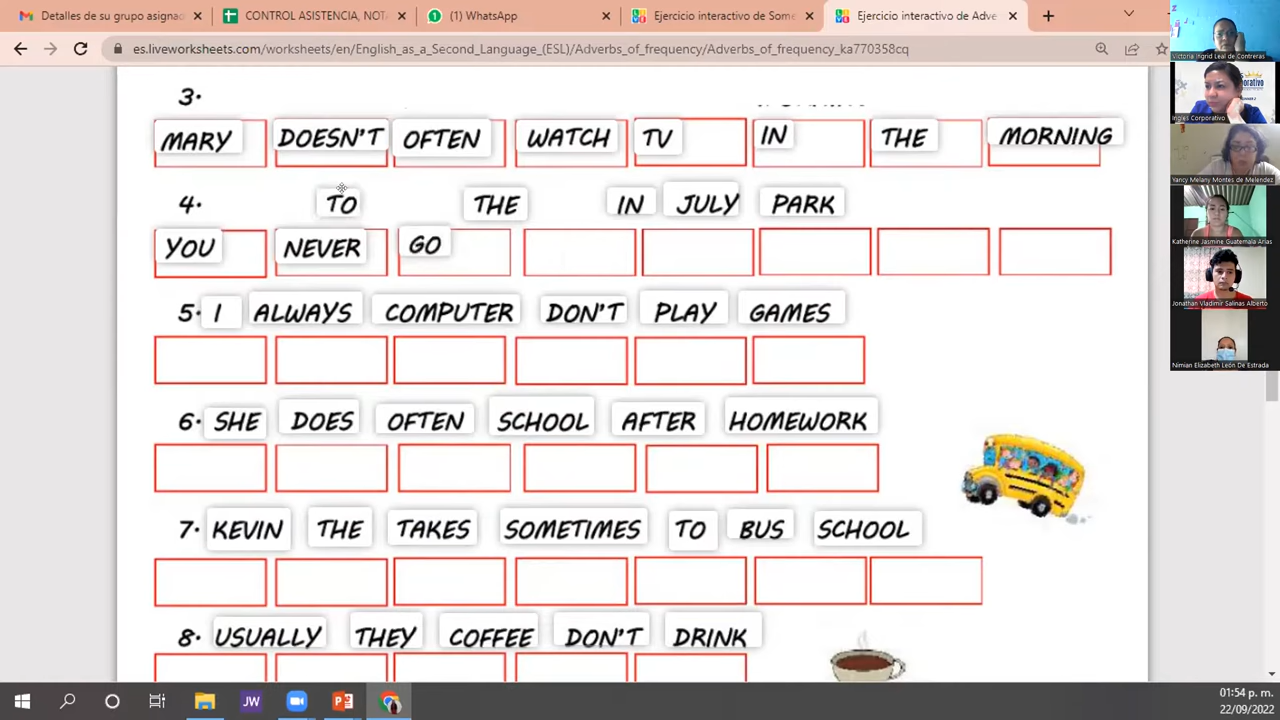 Detalles de su grupo asignad
CONTROL ASISTENCIA, NOT
(1) WhatsApp
Ejercicio interactivo de Som
Ejercicio interactivo de Adve
es.liveworksheets.com/worksheets/en/English_as_a_Second_Language_(ESL)/Adverbs_of_frequency/Adverbs_of_frequency_ka770358cq
Victoria Ingrid Leal de Contreras
Ingles Corporativo
Yancy Melany Montes de Melendez
Katherine Jasmine Guatemala Arias
Jonathan Vladimir Salinas Alberto
Nimian Elizabeth León De Estrada
3.
MARY DOESN'T OFTEN WATCH TV IN THE MORNING
4. TO THE IN JULY PARK
YOU NEVER GO
5. I ALWAYS COMPUTER DON'T PLAY GAMES
6. SHE DOES OFTEN SCHOOL AFTER HOMEWORK
7. KEVIN THE TAKES SOMETIMES TO BUS SCHOOL
8. USUALLY THEY COFFEE DON'T DRINK
JW
01:54 p. m.
22/09/2022